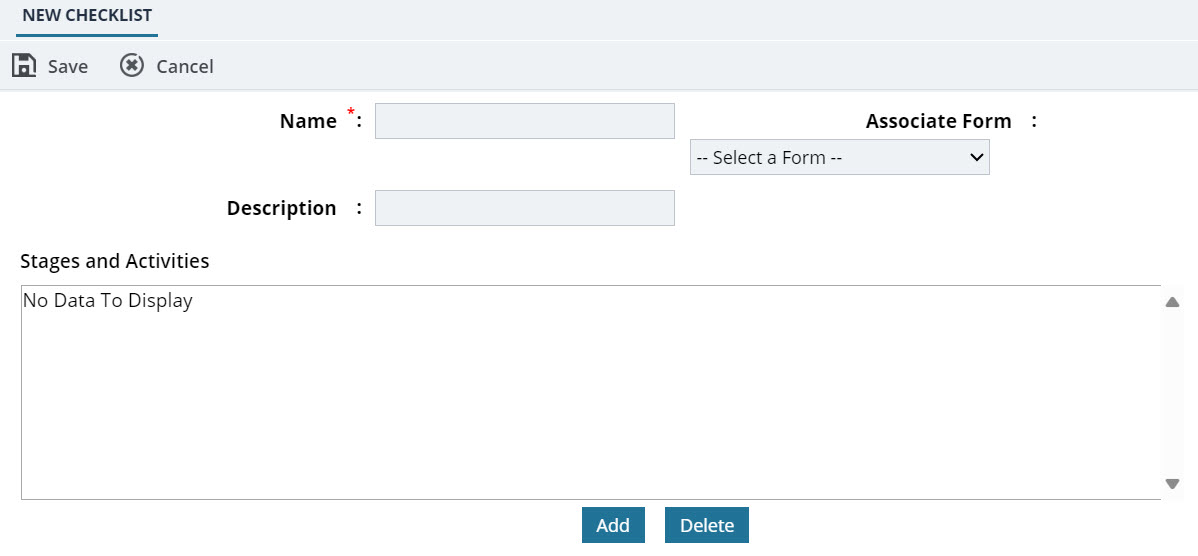 NEW CHECKLIST
Save Cancel
Name *: Associate Form :
-- Select a Form --
Description :
Stages and Activities
No Data To Display
Add Delete